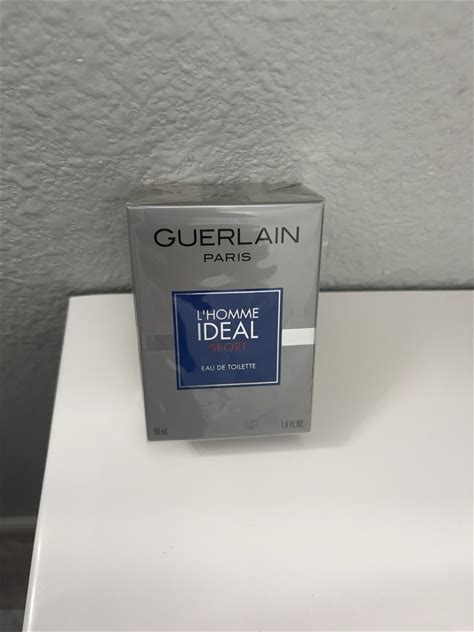 GUERLAIN
PARIS
L'HOMME
IDEAL
SPORT
EAU DE TOILETTE
50 mL 1.6 FL.OZ